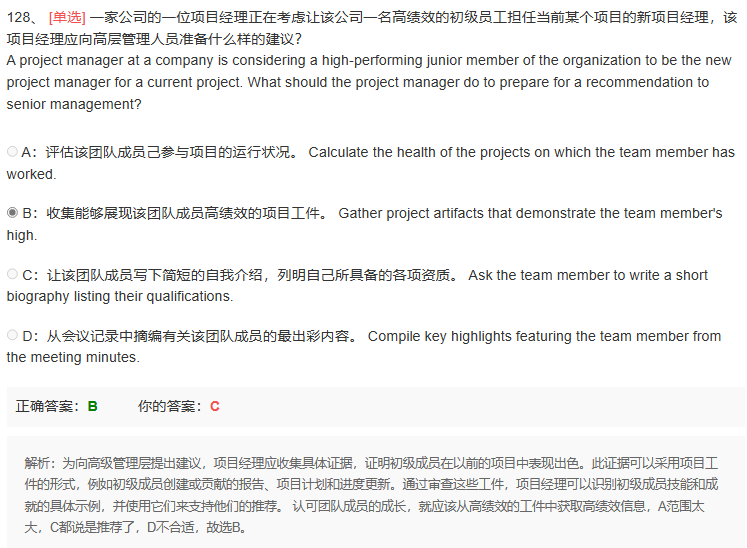 128、 [单选] 一家公司的一位项目经理正在考虑让该公司一名高绩效的初级员工担任当前某个项目的新项目经理，该
项目经理应向高层管理人员准备什么样的建议？
A project manager at a company is considering a high-performing junior member of the organization to be the new
project manager for a current project. What should the project manager do to prepare for a recommendation to
senior management?
A：评估该团队成员己参与项目的运行状况。 Calculate the health of the projects on which the team member has
worked.
B：收集能够展现该团队成员高绩效的项目工件。 Gather project artifacts that demonstrate the team member's
high.
C：让该团队成员写下简短的自我介绍，列明自己所具备的各项资质。 Ask the team member to write a short
biography listing their qualifications.
D：从会议记录中摘编有关该团队成员的最出彩内容。 Compile key highlights featuring the team member from
the meeting minutes.
正确答案：B 你的答案：C
解析：为向高级管理层提出建议，项目经理应收集具体证据，证明初级成员在以前的项目中表现出色。此证据可以采用项目工
件的形式，例如初级成员创建或贡献的报告、项目计划和进度更新。通过审查这些工件，项目经理可以识别初级成员技能和成
就的具体示例，并使用它们来支持他们的推荐。 认可团队成员的成长，就应该从高绩效的工件中获取高绩效信息，A范围太
大，C都说是推荐了，D不合适，故选B。